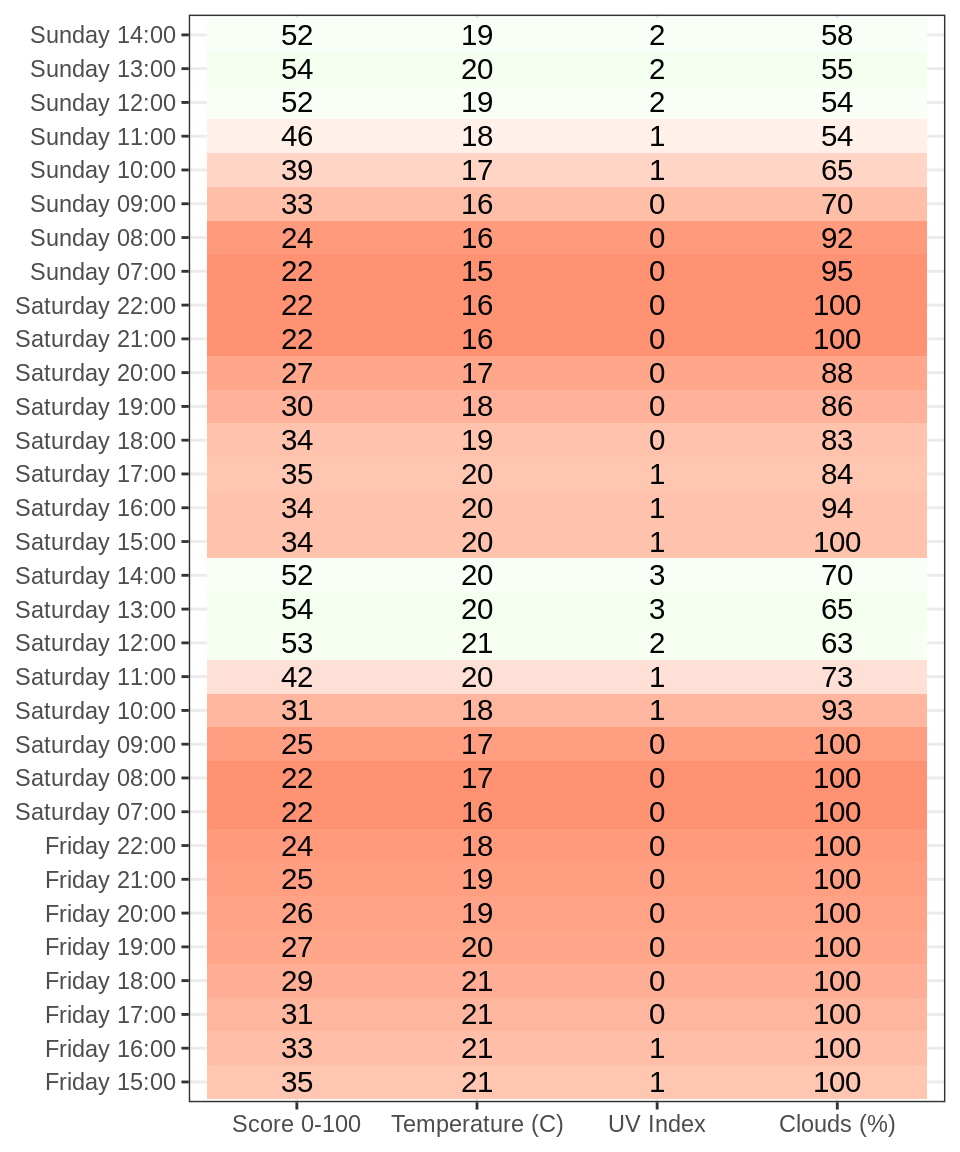 Sunday 14:00 52 19 2 58
Sunday 13:00 54 20 2 55
Sunday 12:00 52 19 2 54
Sunday 11:00 46 18 1 54
Sunday 10:00 39 17 1 65
Sunday 09:00 33 16 0 70
Sunday 08:00 24 16 0 92
Sunday 07:00 22 15 0 95
Saturday 22:00 22 16 0 100
Saturday 21:00 22 16 0 100
Saturday 20:00 27 17 0 88
Saturday 19:00 30 18 0 86
Saturday 18:00 34 19 0 83
Saturday 17:00 35 20 1 84
Saturday 16:00 34 20 1 94
Saturday 15:00 34 20 1 100
Saturday 14:00 52 20 3 70
Saturday 13:00 54 20 3 65
Saturday 12:00 53 21 2 63
Saturday 11:00 42 20 1 73
Saturday 10:00 31 18 1 93
Saturday 09:00 25 17 0 100
Saturday 08:00 22 17 0 100
Saturday 07:00 22 16 0 100
Friday 22:00 24 18 0 100
Friday 21:00 25 19 0 100
Friday 20:00 26 19 0 100
Friday 19:00 27 20 0 100
Friday 18:00 29 21 0 100
Friday 17:00 31 21 0 100
Friday 16:00 33 21 1 100
Friday 15:00 35 21 1 100
Score 0-100 Temperature (C) UV Index Clouds (%)